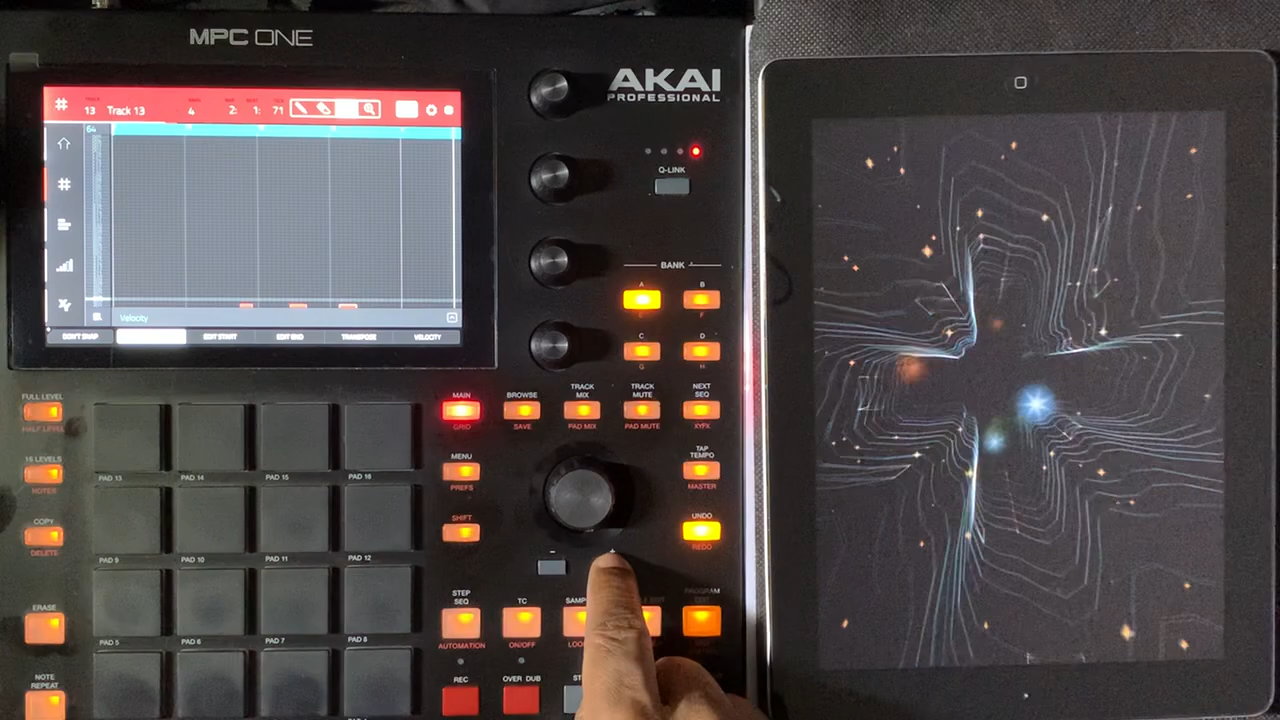 MPC ONE
AKAI
PROFESSIONAL
13 Track 13 4 2: 1: 71
64
Velocity
DON'T SNAP EDIT START EDIT END TRANSPOSE VELOCITY
Q-LINK
BANK
A B
C D
G H
FULL LEVEL
HALF LEVEL
16 LEVELS
COPY
DELETE
ERASE
NOTE
REPEAT
PAD 13 PAD 14 PAD 15 PAD 16
PAD 9 PAD 10 PAD 11 PAD 12
PAD 5 PAD 6 PAD 7 PAD 8
MAIN BROWSE TRACK MIX TRACK MUTE NEXT SEQ
GRID SAVE PAD MIX PAD MUTE XYFX
MENU
PREFS
TAP
TEMPO
MASTER
SHIFT
UNDO
REDO
− +
STEP
SEQ
TC
AUTOMATION ON/OFF
REC OVER DUB